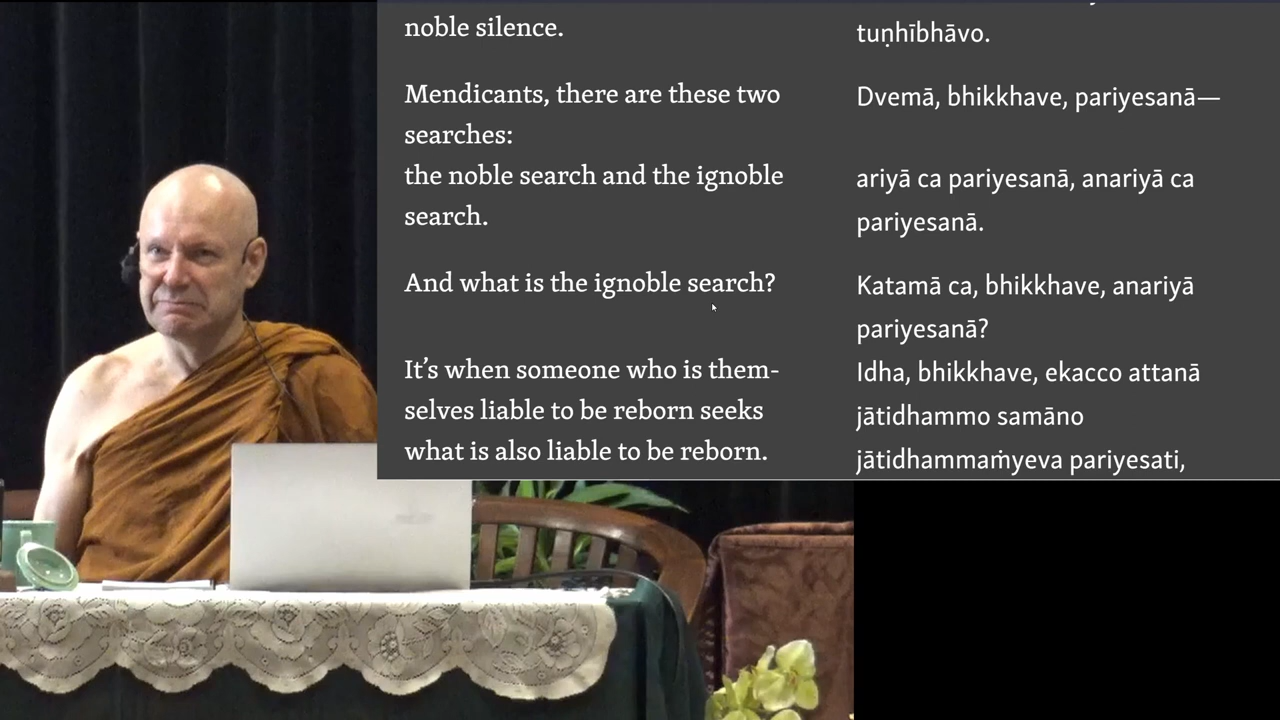 noble silence.
Mendicants, there are these two
searches:
the noble search and the ignoble
search.
And what is the ignoble search?
It’s when someone who is them-
selves liable to be reborn seeks
what is also liable to be reborn.
tuṇhībhāvo.
Dvemā, bhikkhave, pariyesanā—
ariyā ca pariyesanā, anariyā ca
pariyesanā.
Katamā ca, bhikkhave, anariyā
pariyesanā?
Idha, bhikkhave, ekacco attanā
jātidhammo samāno
jātidhammaṁyeva pariyesati,